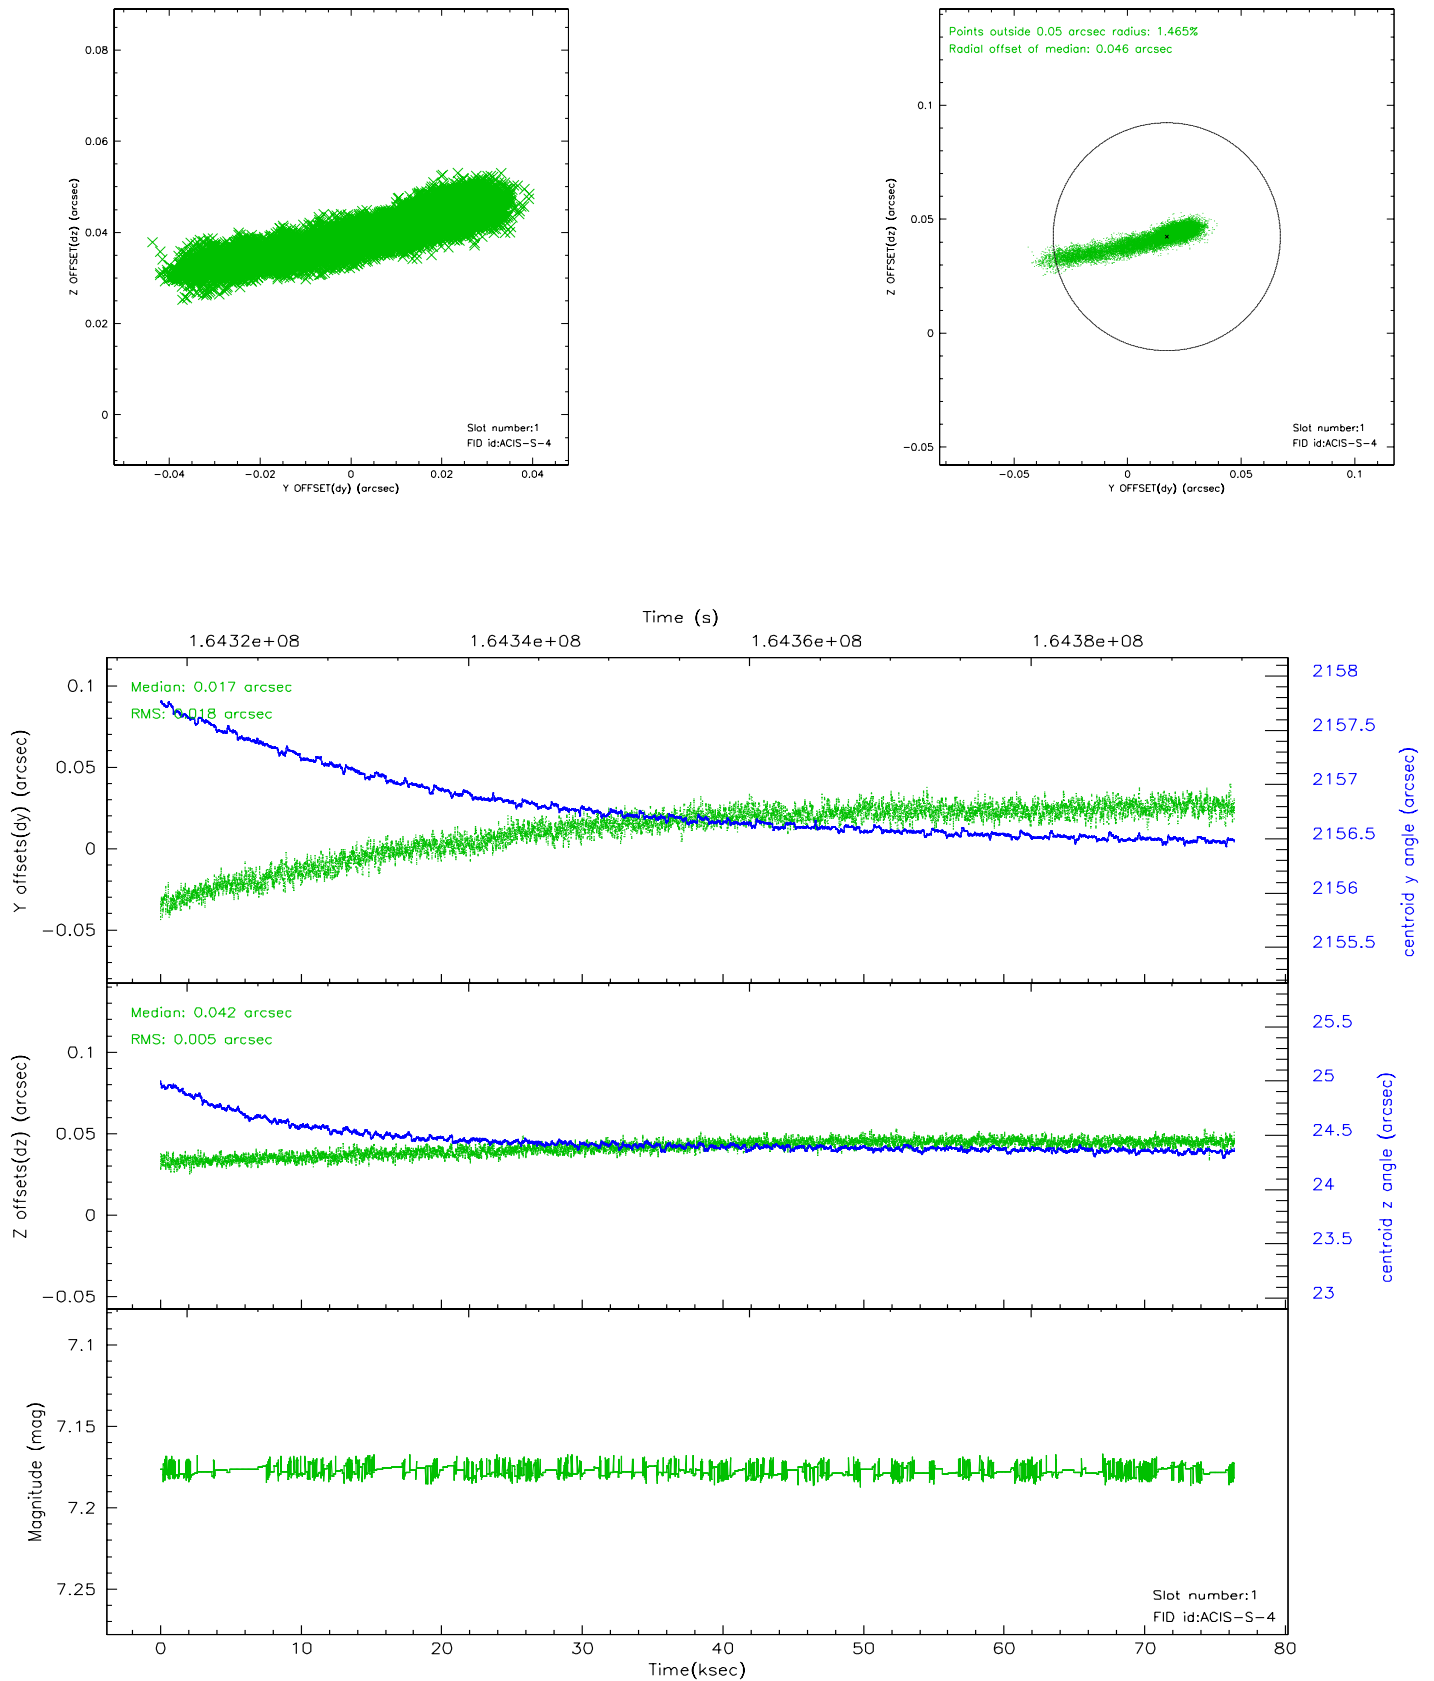 0.08
0.06
0.04
0.02
0
Z OFFSET(dz) (arcsec)
Slot number:1
FID id:ACIS-S-4
-0.04 -0.02 0 0.02 0.04
Y OFFSET(dy) (arcsec)
Points outside 0.05 arcsec radius: 1.465%
Radial offset of median: 0.046 arcsec
0.1
0.05
0
-0.05
Z OFFSET(dz) (arcsec)
Slot number:1
FID id:ACIS-S-4
-0.05 0 0.05 0.1
Y OFFSET(dy) (arcsec)
Time (s)
1.6432e+08 1.6434e+08 1.6436e+08 1.6438e+08
Median: 0.017 arcsec
RMS: 0.018 arcsec
0.1
0.05
0
-0.05
Y offsets(dy) (arcsec)
2158
2157.5
2157
2156.5
2156
2155.5
centroid y angle (arcsec)
Median: 0.042 arcsec
RMS: 0.005 arcsec
0.1
0.05
0
-0.05
Z offsets(dz) (arcsec)
25.5
25
24.5
24
23.5
23
centroid z angle (arcsec)
7.1
7.15
7.2
7.25
Magnitude (mag)
Slot number:1
FID id:ACIS-S-4
0 10 20 30 40 50 60 70 80
Time(ksec)